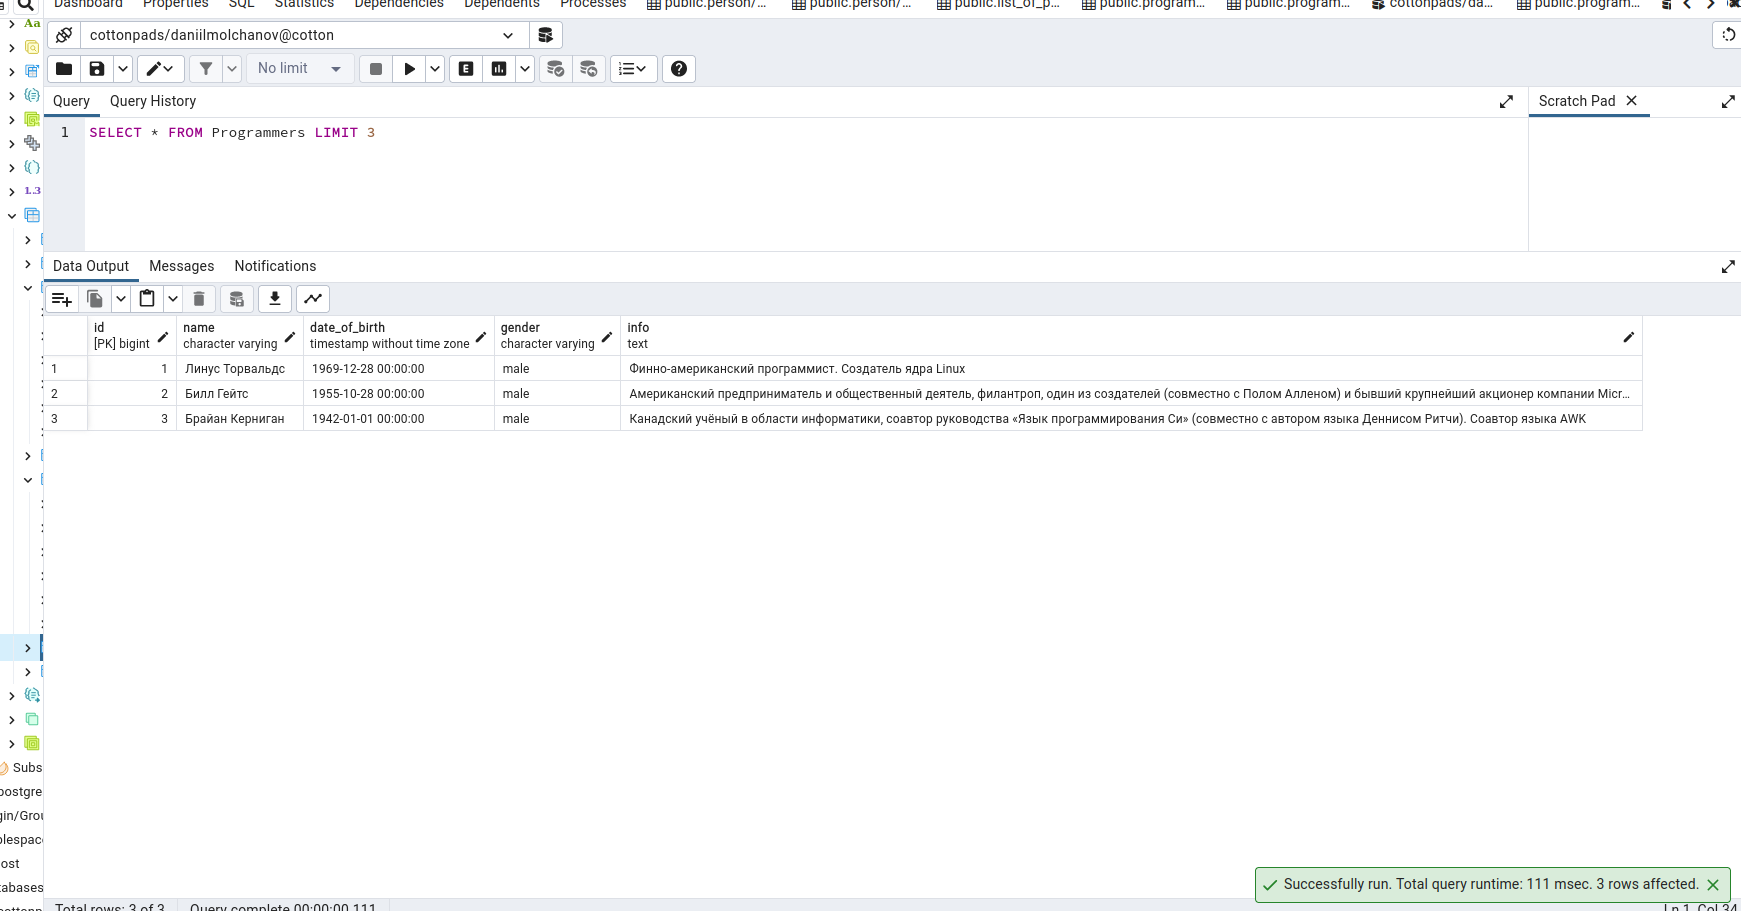 Dashboard Properties SQL Statistics Dependencies Dependents Processes public.person/... public.person/... public.list_of_p... public.program... public.program... cottonpads/da... public.program...
Aa
cottonpads/daniilmolchanov@cotton
No limit
E
Query Query History Scratch Pad
1 SELECT * FROM Programmers LIMIT 3
1.3
Data Output Messages Notifications
id name date_of_birth gender info
[PK] bigint character varying timestamp without time zone character varying text
1 1 Линус Торвальдс 1969-12-28 00:00:00 male Финно-американский программист. Создатель ядра Linux
2 2 Билл Гейтс 1955-10-28 00:00:00 male Американский предприниматель и общественный деятель, филантроп, один из создателей (совместно с Полом Алленом) и бывший крупнейший акционер компании Micr...
3 3 Брайан Керниган 1942-01-01 00:00:00 male Канадский учёный в области информатики, соавтор руководства «Язык программирования Си» (совместно с автором языка Деннисом Ритчи). Соавтор языка AWK
Subs
postgre
gin/Grou
blespac
ost
tabases
Successfully run. Total query runtime: 111 msec. 3 rows affected.
Total rows: 3 of 3 Query complete 00:00:00.111 Ln 1, Col 34